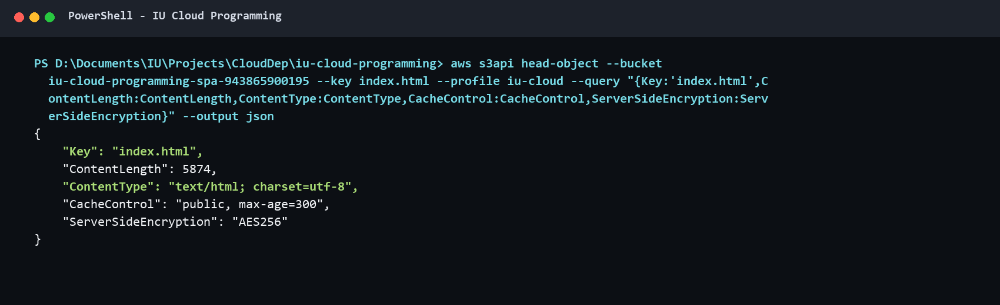 PowerShell - IU Cloud Programming
PS D:\Documents\IU\Projects\CloudDep\iu-cloud-programming> aws s3api head-object --bucket
iu-cloud-programming-spa-943865900195 --key index.html --profile iu-cloud --query "{Key:'index.html',C
ontentLength:ContentLength,ContentType:ContentType,CacheControl:CacheControl,ServerSideEncryption:Serv
erSideEncryption}" --output json
{
    "Key": "index.html",
    "ContentLength": 5874,
    "ContentType": "text/html; charset=utf-8",
    "CacheControl": "public, max-age=300",
    "ServerSideEncryption": "AES256"
}